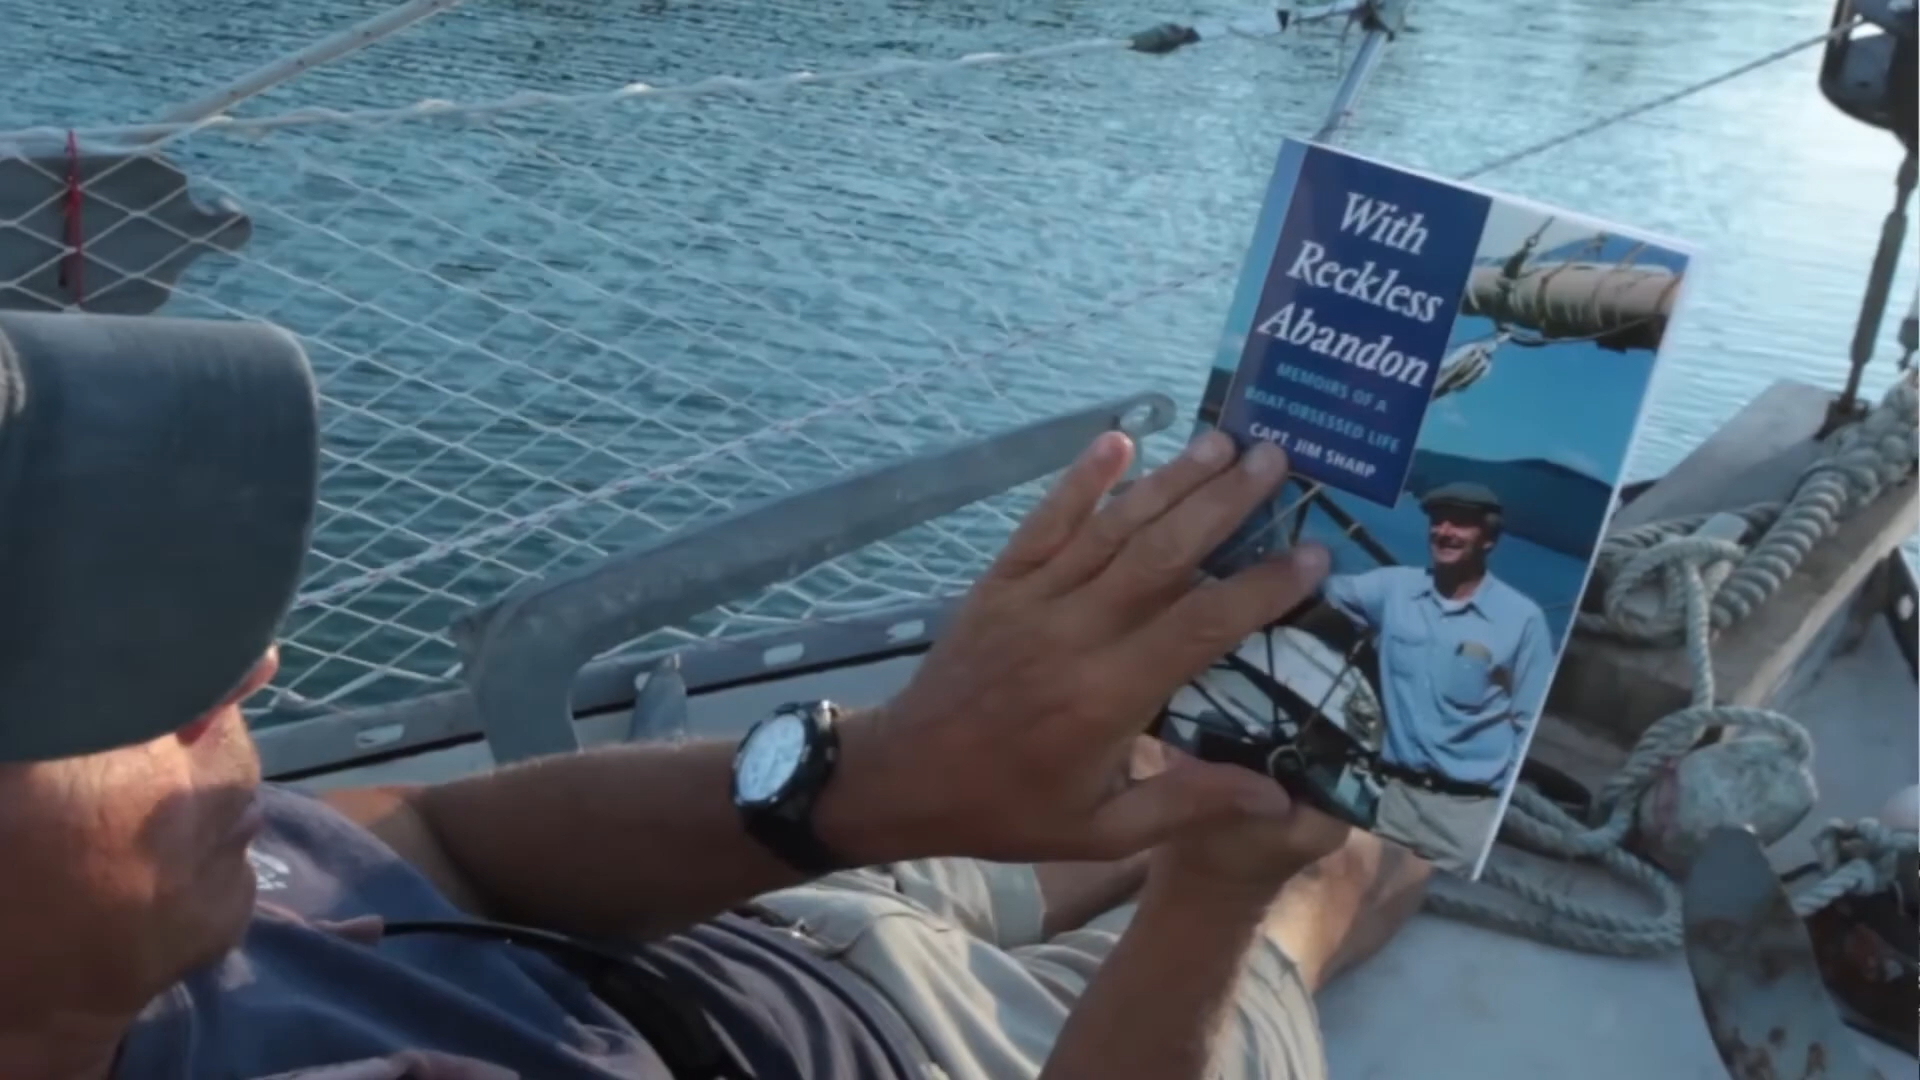 With
Reckless
Abandon
MEMOIRS OF A
BOAT-OBSESSED LIFE
CAPT. JIM SHARP